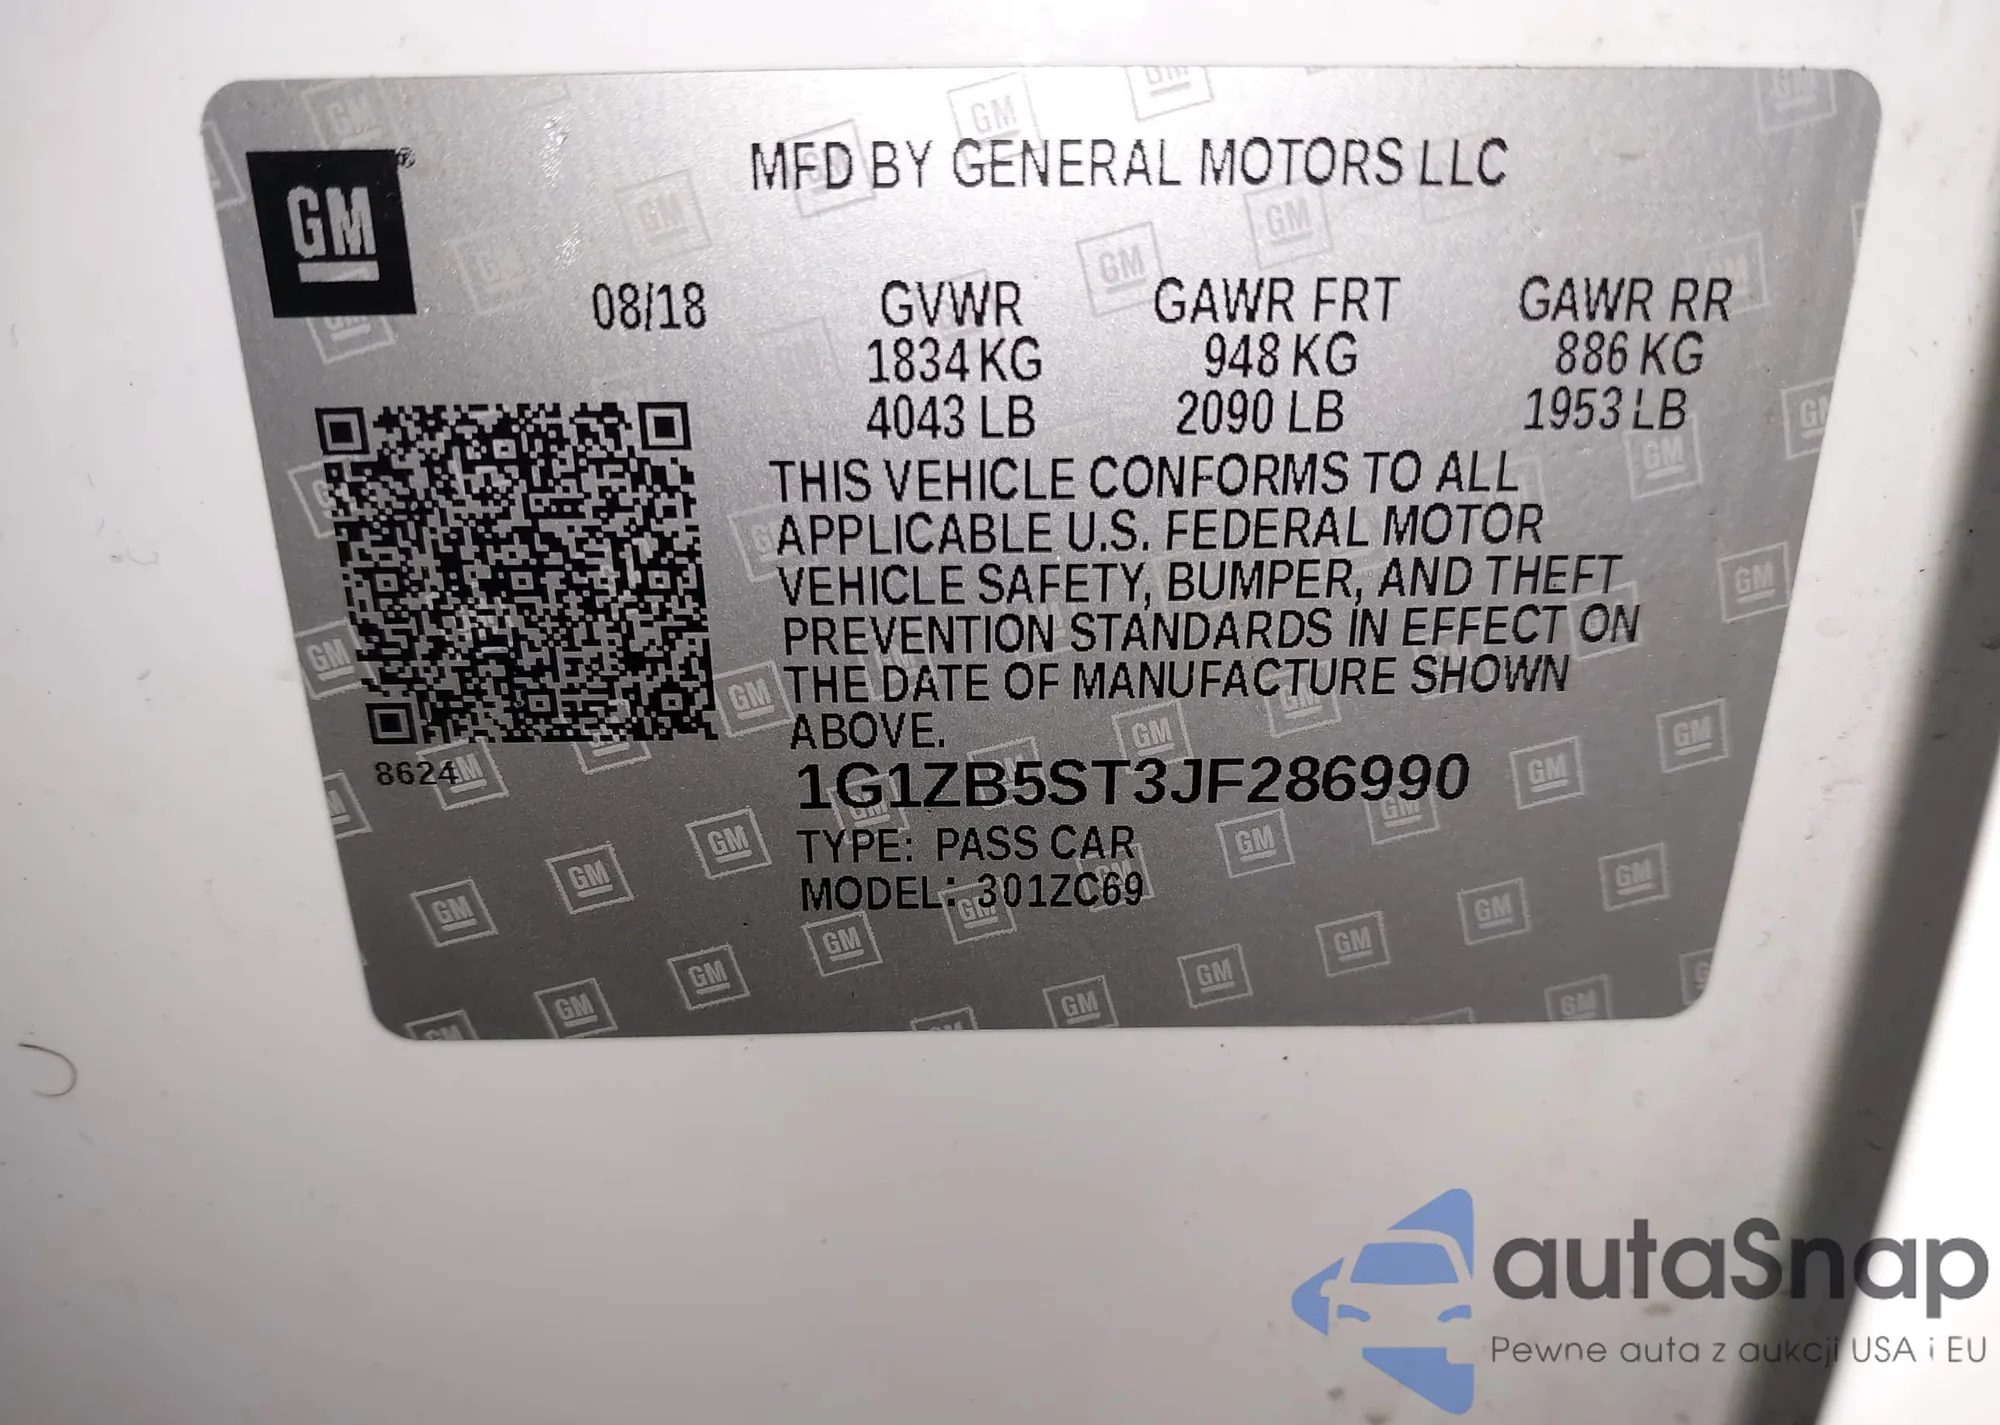 GM®
MFD BY GENERAL MOTORS LLC
08/18
GVWR
1834 KG
4043 LB
GAWR FRT
948 KG
2090 LB
GAWR RR
886 KG
1953 LB
THIS VEHICLE CONFORMS TO ALL
APPLICABLE U.S. FEDERAL MOTOR
VEHICLE SAFETY, BUMPER, AND THEFT
PREVENTION STANDARDS IN EFFECT ON
THE DATE OF MANUFACTURE SHOWN
ABOVE.
8624
1G1ZB5ST3JF286990
TYPE: PASS CAR
MODEL: 301ZC69
autaSnap
Pewne auta z aukcji USA i EU